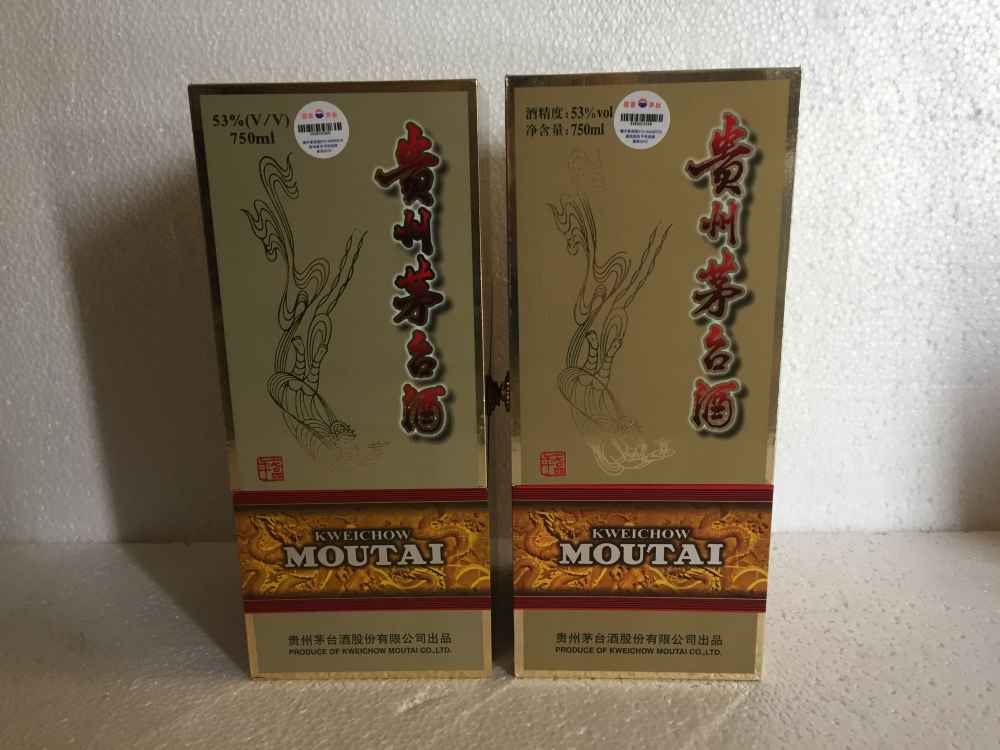 53%(V/V)
750ml
贵州茅台酒
KWEICHOW
MOUTAI
贵州茅台酒股份有限公司出品
PRODUCE OF KWEICHOW MOUTAI CO.,LTD.
酒精度：53%vol
净含量：750ml
贵州茅台酒
KWEICHOW
MOUTAI
贵州茅台酒股份有限公司出品
PRODUCE OF KWEICHOW MOUTAI CO.,LTD.